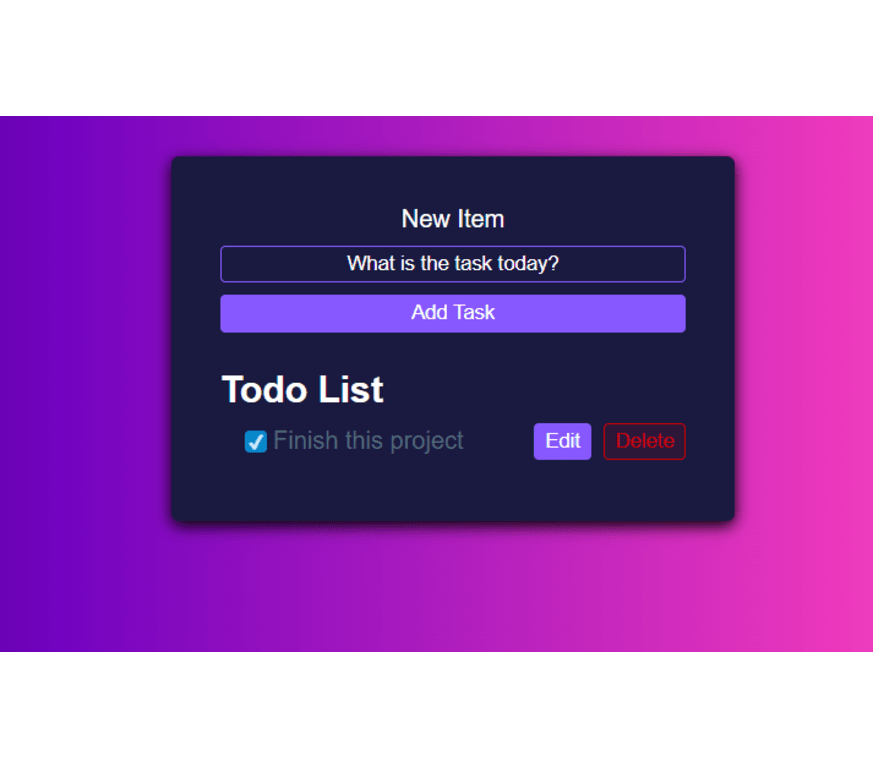 New Item
What is the task today?
Add Task
Todo List
Finish this project Edit Delete